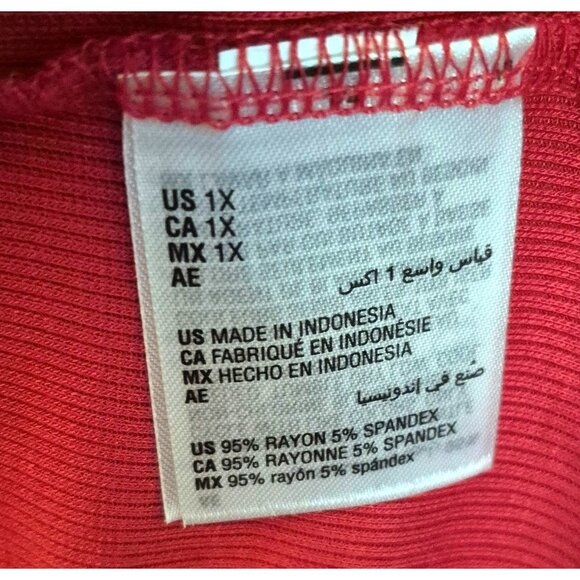 US 1X
CA 1X
MX 1X
AE
قياس واسع 1 اكس
US MADE IN INDONESIA
CA FABRIQUÉ EN INDONÉSIE
MX HECHO EN INDONESIA
AE
صُنع في إندونيسيا
US 95% RAYON 5% SPANDEX
CA 95% RAYONNE 5% SPANDEX
MX 95% rayón 5% spándex